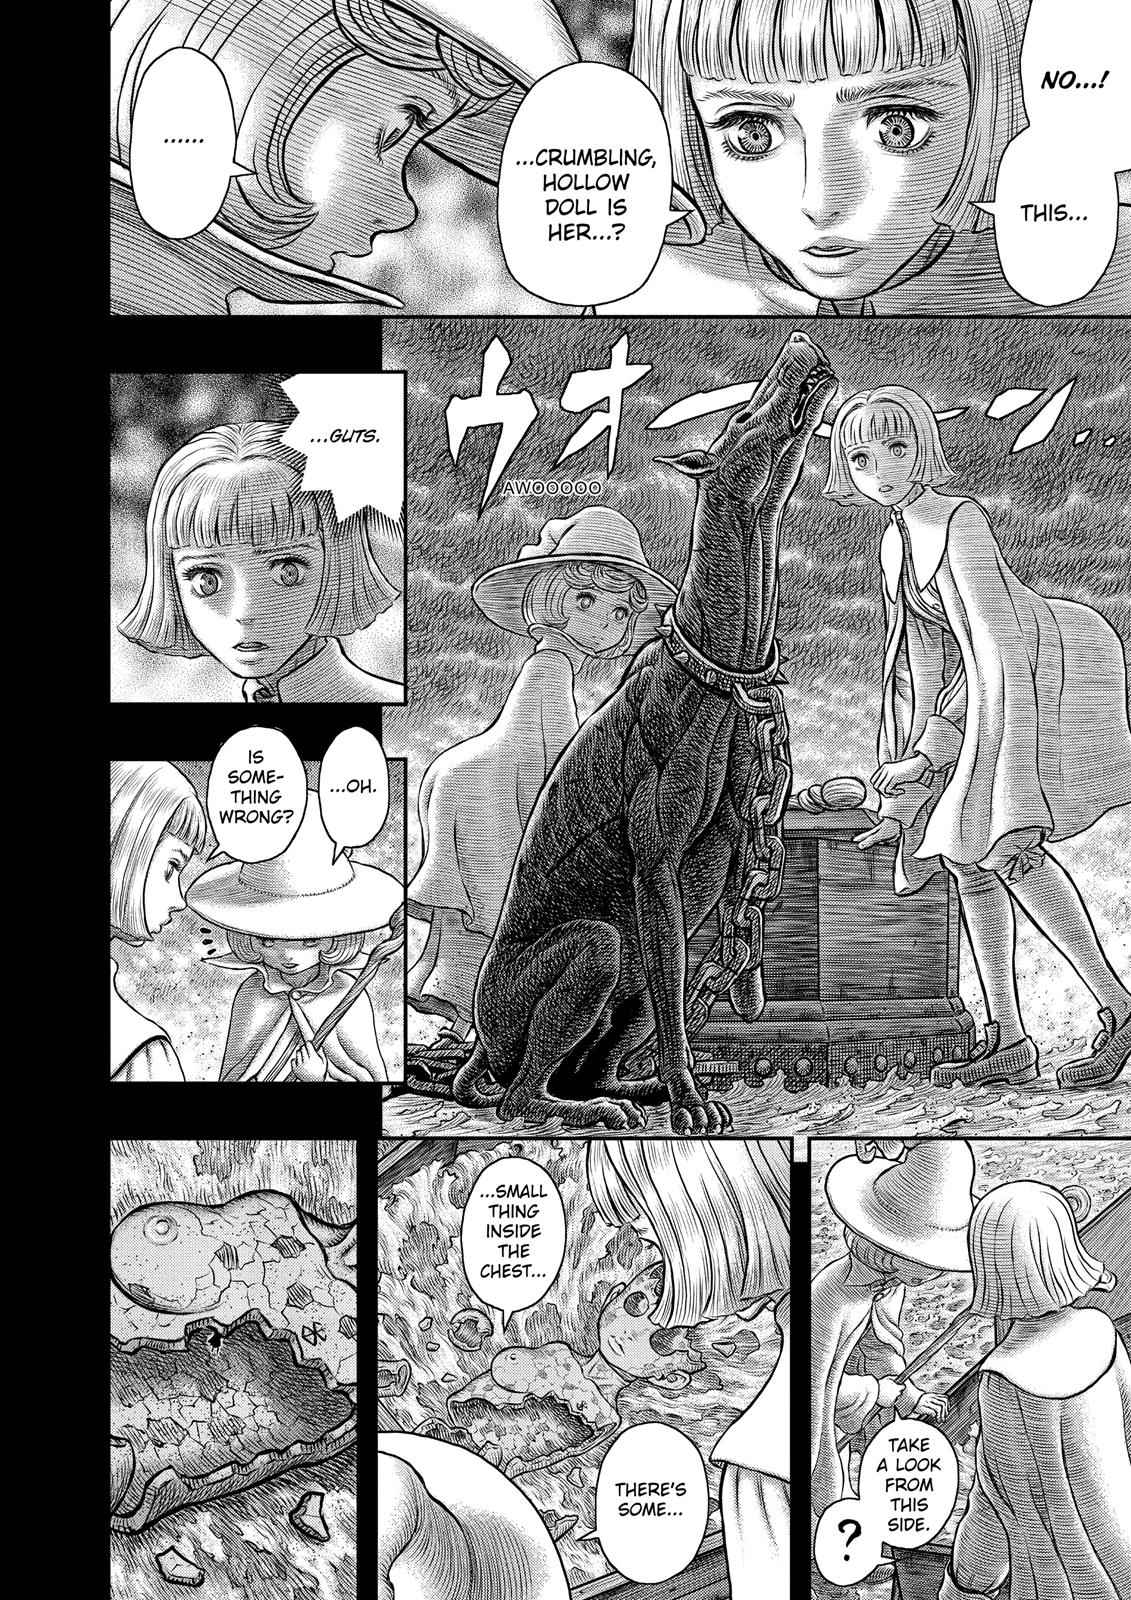 NO...!
THIS...
...CRUMBLING,
HOLLOW
DOLL IS
HER...?
......
ウオーーン...
AWOOOOO
...GUTS.
...OH.
IS
SOME-
THING
WRONG?
TAKE
A LOOK
FROM
THIS
SIDE.
?
THERE'S
SOME...
...SMALL
THING
INSIDE
THE
CHEST...